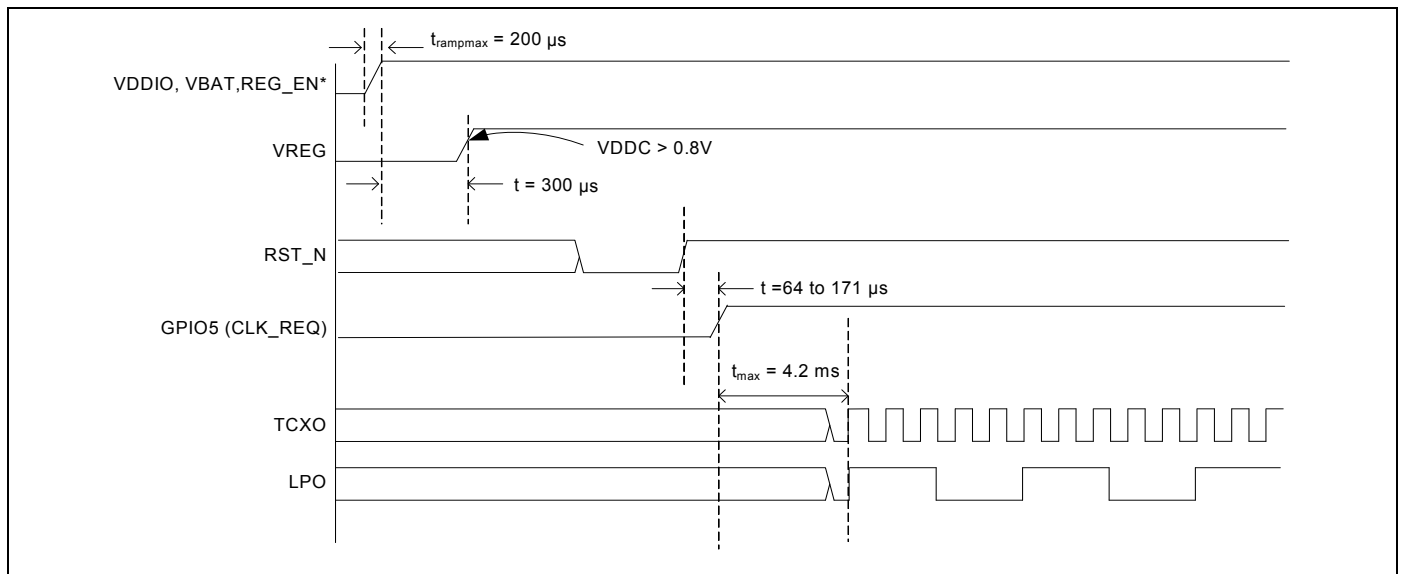 t_rampmax = 200 µs
VDDIO, VBAT,REG_EN*
VREG
VDDC > 0.8V
t = 300 µs
RST_N
t =64 to 171 µs
GPIO5 (CLK_REQ)
t_max = 4.2 ms
TCXO
LPO